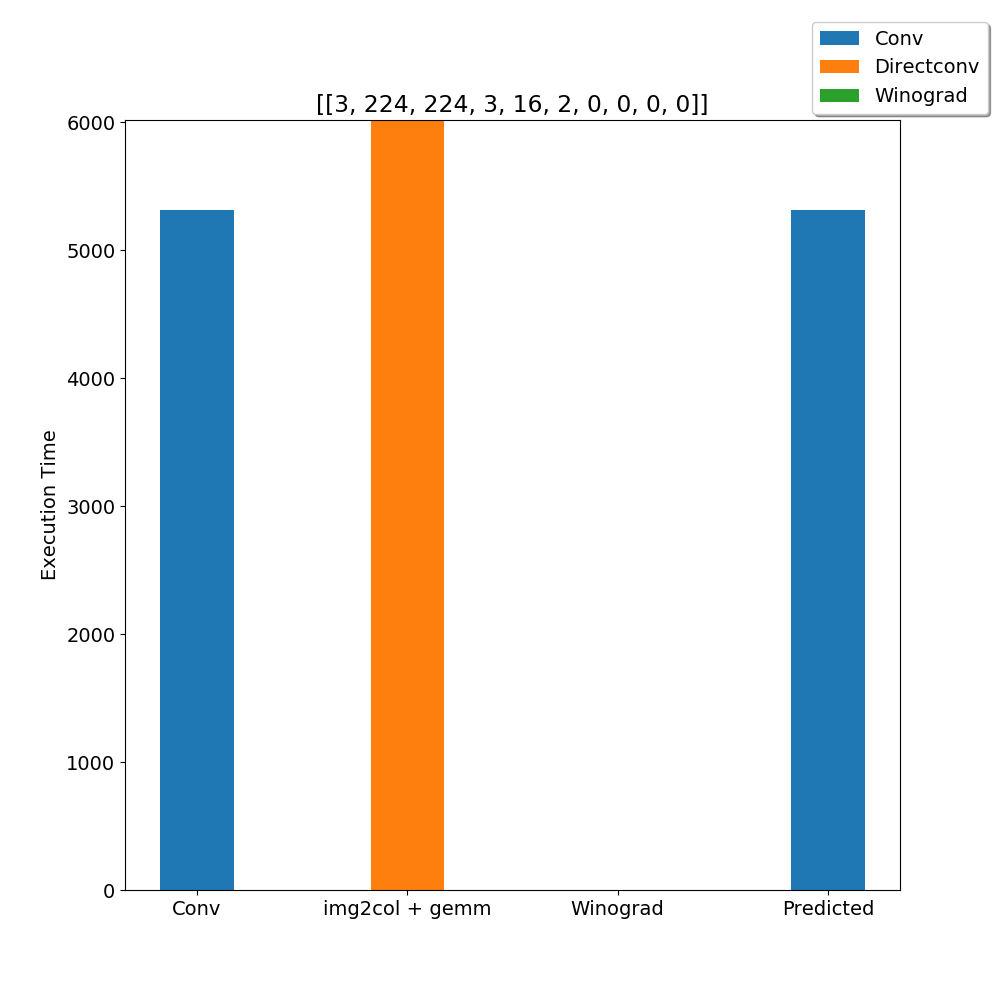 Conv
Directconv
Winograd
[[3, 224, 224, 3, 16, 2, 0, 0, 0, 0]]
6000
5000
4000
3000
2000
1000
0
Execution Time
Conv
img2col + gemm
Winograd
Predicted